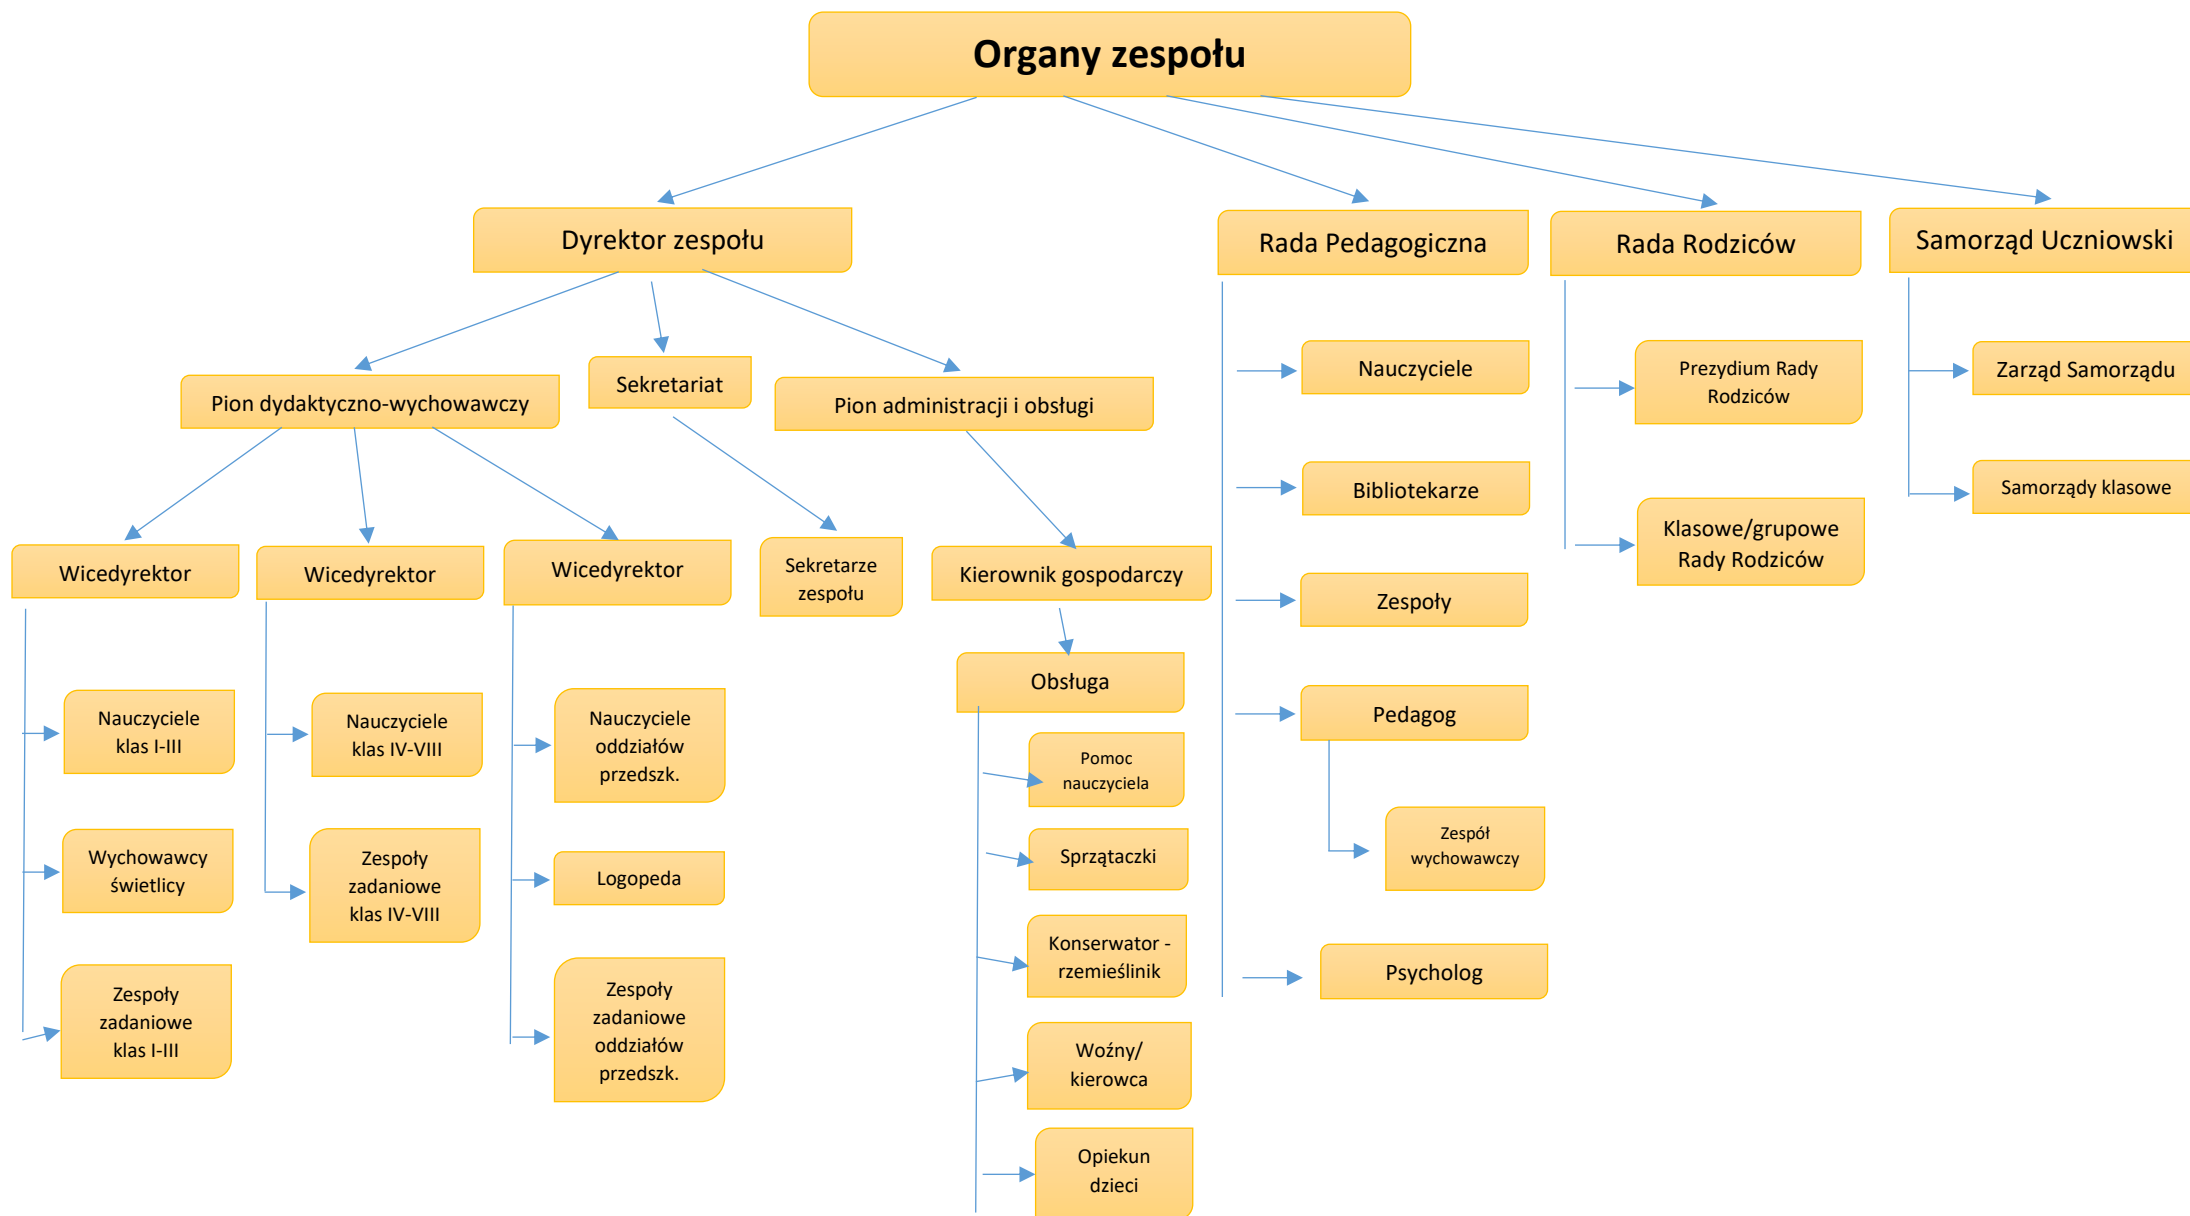 Organy zespołu
Dyrektor zespołu
Rada Pedagogiczna
Rada Rodziców
Samorząd Uczniowski
Pion dydaktyczno-wychowawczy
Sekretariat
Pion administracji i obsługi
Nauczyciele
Prezydium Rady
Rodziców
Zarząd Samorządu
Bibliotekarze
Klasowe/grupowe
Rady Rodziców
Samorządy klasowe
Wicedyrektor
Wicedyrektor
Wicedyrektor
Sekretarze
zespołu
Kierownik gospodarczy
Zespoły
Obsługa
Pedagog
Nauczyciele
klas I-III
Nauczyciele
klas IV-VIII
Nauczyciele
oddziałów
przedszk.
Pomoc
nauczyciela
Zespół
wychowawczy
Wychowawcy
świetlicy
Zespoły
zadaniowe
klas IV-VIII
Logopeda
Sprzątaczki
Konserwator -
rzemieślinik
Psycholog
Zespoły
zadaniowe
klas I-III
Zespoły
zadaniowe
oddziałów
przedszk.
Woźny/
kierowca
Opiekun
dzieci